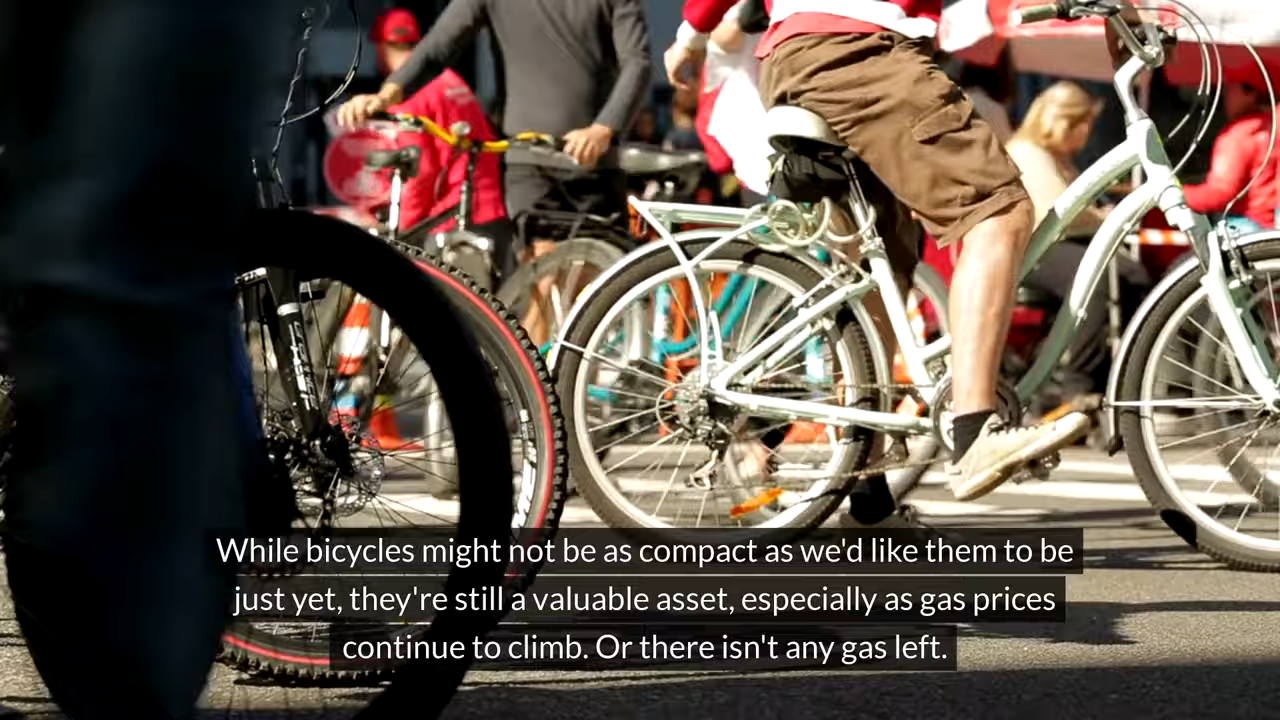 While bicycles might not be as compact as we'd like them to be
just yet, they're still a valuable asset, especially as gas prices
continue to climb. Or there isn't any gas left.